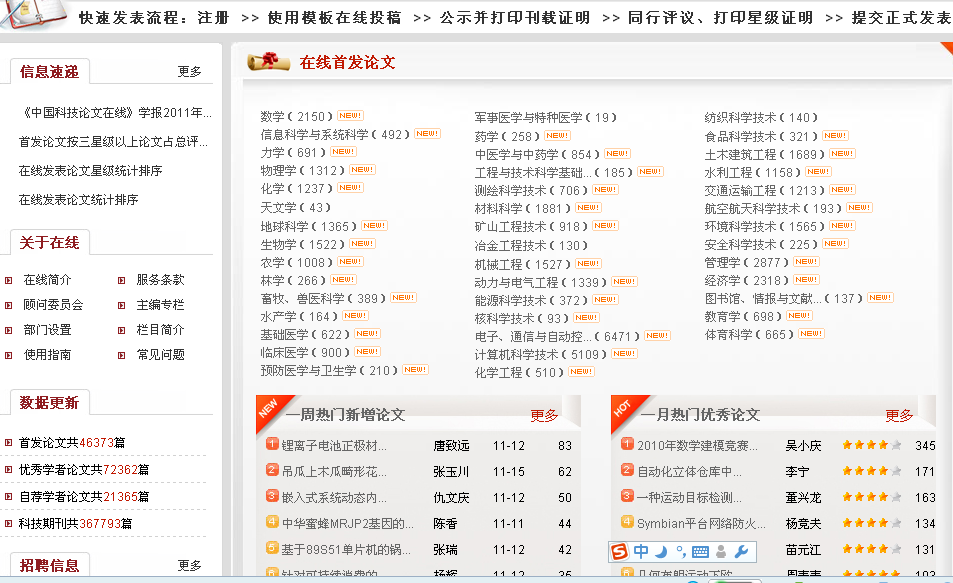 快速发表流程：注册 >> 使用模板在线投稿 >> 公示并打印刊载证明 >> 同行评议、打印星级证明 >> 提交正式发表
信息速递 更多
《中国科技论文在线》学报2011年...
首发论文按三星级以上论文占总评...
在线发表论文星级统计排序
在线发表论文统计排序
关于在线
在线简介 服务条款
顾问委员会 主编专栏
部门设置 栏目简介
使用指南 常见问题
数据更新
首发论文共46373篇
优秀学者论文共72362篇
自荐学者论文共21365篇
科技期刊共367793篇
招聘信息 更多
在线首发论文
数学( 2150 ) NEW!
信息科学与系统科学( 492 ) NEW!
力学( 691 ) NEW!
物理学( 1312 ) NEW!
化学( 1237 ) NEW!
天文学( 43 )
地球科学( 1365 ) NEW!
生物学( 1522 ) NEW!
农学( 1008 ) NEW!
林学( 266 ) NEW!
畜牧、兽医科学( 389 ) NEW!
水产学( 164 ) NEW!
基础医学( 622 ) NEW!
临床医学( 900 ) NEW!
预防医学与卫生学( 210 ) NEW!
军事医学与特种医学( 19 )
药学( 258 ) NEW!
中医学与中药学( 854 ) NEW!
工程与技术科学基础...( 185 ) NEW!
测绘科学技术( 706 ) NEW!
材料科学( 1881 ) NEW!
矿山工程技术( 918 ) NEW!
冶金工程技术( 130 )
机械工程( 1527 ) NEW!
动力与电气工程( 1339 ) NEW!
能源科学技术( 372 ) NEW!
核科学技术( 93 ) NEW!
电子、通信与自动控...( 6471 ) NEW!
计算机科学技术( 5109 ) NEW!
化学工程( 510 ) NEW!
纺织科学技术( 140 )
食品科学技术( 321 ) NEW!
土木建筑工程( 1689 ) NEW!
水利工程( 1158 ) NEW!
交通运输工程( 1213 ) NEW!
航空航天科学技术( 193 ) NEW!
环境科学技术( 1565 ) NEW!
安全科学技术( 225 ) NEW!
管理学( 2877 ) NEW!
经济学( 2318 ) NEW!
图书馆、情报与文献...( 137 ) NEW!
教育学( 698 ) NEW!
体育科学( 665 ) NEW!
NEW 一周热门新增论文 更多
1 锂离子电池正极材... 唐致远 11-12 83
2 吊瓜上木瓜畸形花... 张玉川 11-15 62
3 嵌入式系统动态内... 仇文庆 11-12 50
4 中华蜜蜂MRJP2基因的... 陈香 11-11 44
5 基于89S51单片机的锅... 张瑞 11-12 42
HOT 一月热门优秀论文 更多
1 2010年数学建模竞赛... 吴小庆 345
2 自动化立体仓库中... 李宁 171
3 一种运动目标检测... 董兴龙 163
4 Symbian平台网络防火... 杨竞夫 134
中 苗元江 131